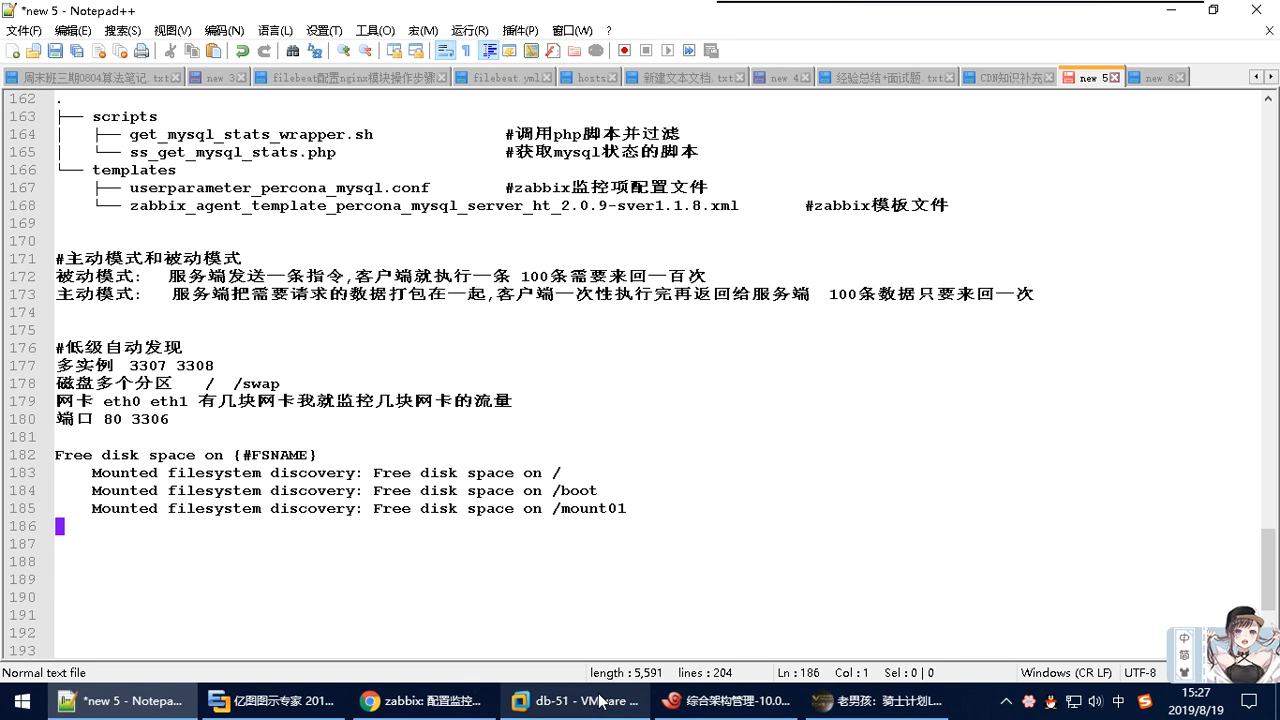 *new 5 - Notepad++
文件(F) 编辑(E) 搜索(S) 视图(V) 编码(N) 语言(L) 设置(T) 工具(O) 宏(M) 运行(R) 插件(P) 窗口(W) ?
周末班三期0804算法笔记.txt new 3 filebeat配置nginx模块操作步骤 filebeat.yml hosts 新建文本文档.txt new 4 经验总结+面试题.txt CDN知识补充 new 5 new 6
162 .
163 ├── scripts
164 │   ├── get_mysql_stats_wrapper.sh #调用php脚本并过滤
165 │   └── ss_get_mysql_stats.php #获取mysql状态的脚本
166 └── templates
167 ├── userparameter_percona_mysql.conf #zabbix监控项配置文件
168 └── zabbix_agent_template_percona_mysql_server_ht_2.0.9-sver1.1.8.xml #zabbix模板文件
169
170
171 #主动模式和被动模式
172 被动模式: 服务端发送一条指令,客户端就执行一条 100条需要来回一百次
173 主动模式: 服务端把需要请求的数据打包在一起,客户端一次性执行完再返回给服务端 100条数据只要来回一次
174
175
176 #低级自动发现
177 多实例 3307 3308
178 磁盘多个分区 / /swap
179 网卡 eth0 eth1 有几块网卡我就监控几块网卡的流量
180 端口 80 3306
181
182 Free disk space on {#FSNAME}
183 Mounted filesystem discovery: Free disk space on /
184 Mounted filesystem discovery: Free disk space on /boot
185 Mounted filesystem discovery: Free disk space on /mount01
186
187
188
189
190
191
192
193
中
简
Normal text file length : 5,591 lines : 204 Ln : 186 Col : 1 Sel : 0 | 0 Windows (CR LF) UTF-8
*new 5 - Notepa... 亿图图示专家 201... zabbix: 配置监控... db-51 - VMware ... 综合架构管理-10.0... 老男孩: 骑士计划L... 中 15:27
2019/8/19